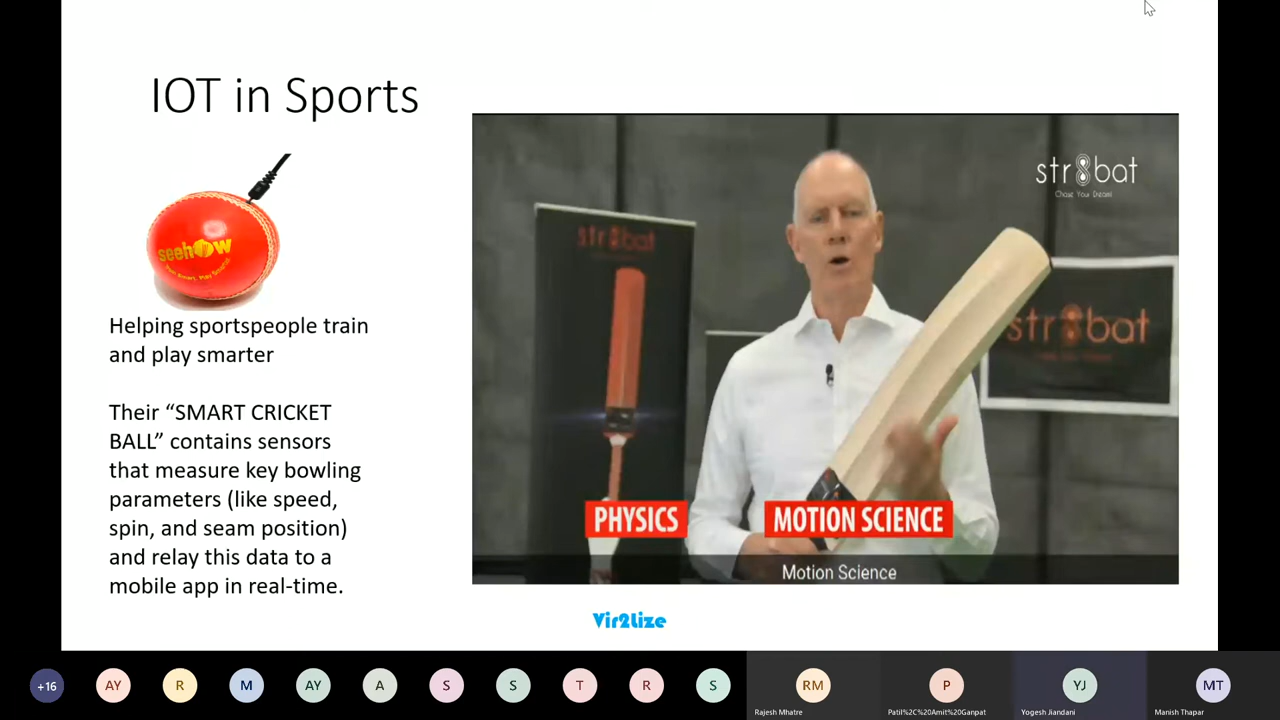 IOT in Sports
seehow
Helping sportspeople train
and play smarter
Their “SMART CRICKET
BALL” contains sensors
that measure key bowling
parameters (like speed,
spin, and seam position)
and relay this data to a
mobile app in real-time.
str8bat
Chase Your Dream!
str8bat
str8bat
PHYSICS
MOTION SCIENCE
Motion Science
Vir2lize
+16
AY
R
M
AY
A
S
S
T
R
S
RM
Rajesh Mhatre
P
Patil%2C%20Amit%20Ganpat
YJ
Yogesh Jiandani
MT
Manish Thapar